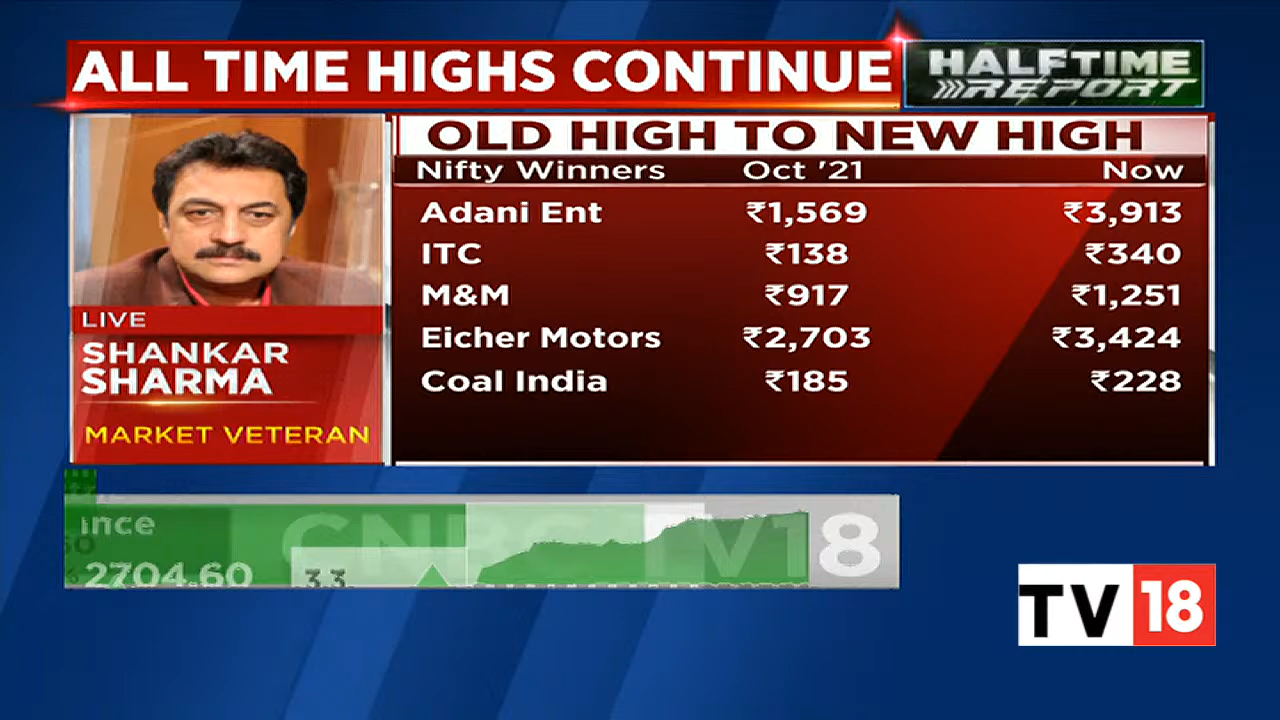 ALL TIME HIGHS CONTINUE
HALFTIME
REPORT
OLD HIGH TO NEW HIGH
Nifty Winners Oct '21 Now
Adani Ent ₹1,569 ₹3,913
ITC ₹138 ₹340
M&M ₹917 ₹1,251
Eicher Motors ₹2,703 ₹3,424
Coal India ₹185 ₹228
LIVE
SHANKAR
SHARMA
MARKET VETERAN
CNBC TV18
2704.60
TV18